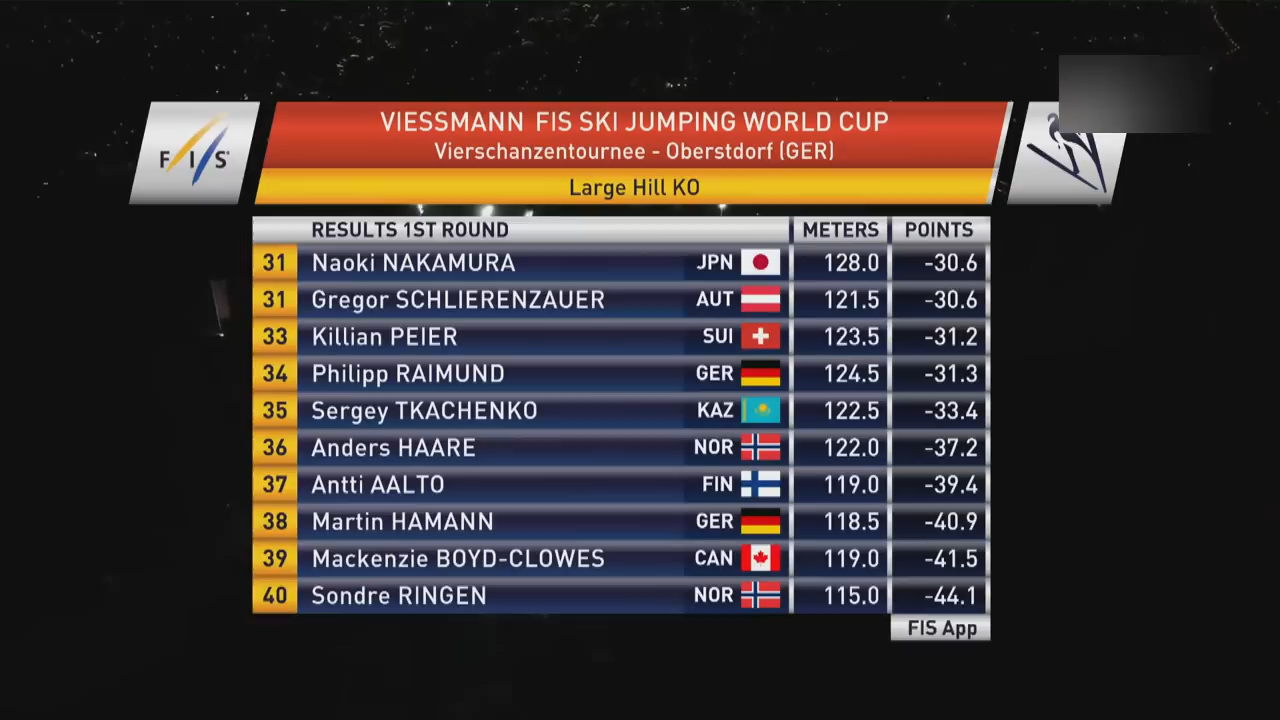 FIS
VIESSMANN FIS SKI JUMPING WORLD CUP
Vierschanzentournee - Oberstdorf (GER)
Large Hill KO
RESULTS 1ST ROUND METERS POINTS
31 Naoki NAKAMURA JPN 128.0 -30.6
31 Gregor SCHLIERENZAUER AUT 121.5 -30.6
33 Killian PEIER SUI 123.5 -31.2
34 Philipp RAIMUND GER 124.5 -31.3
35 Sergey TKACHENKO KAZ 122.5 -33.4
36 Anders HAARE NOR 122.0 -37.2
37 Antti AALTO FIN 119.0 -39.4
38 Martin HAMANN GER 118.5 -40.9
39 Mackenzie BOYD-CLOWES CAN 119.0 -41.5
40 Sondre RINGEN NOR 115.0 -44.1
FIS App